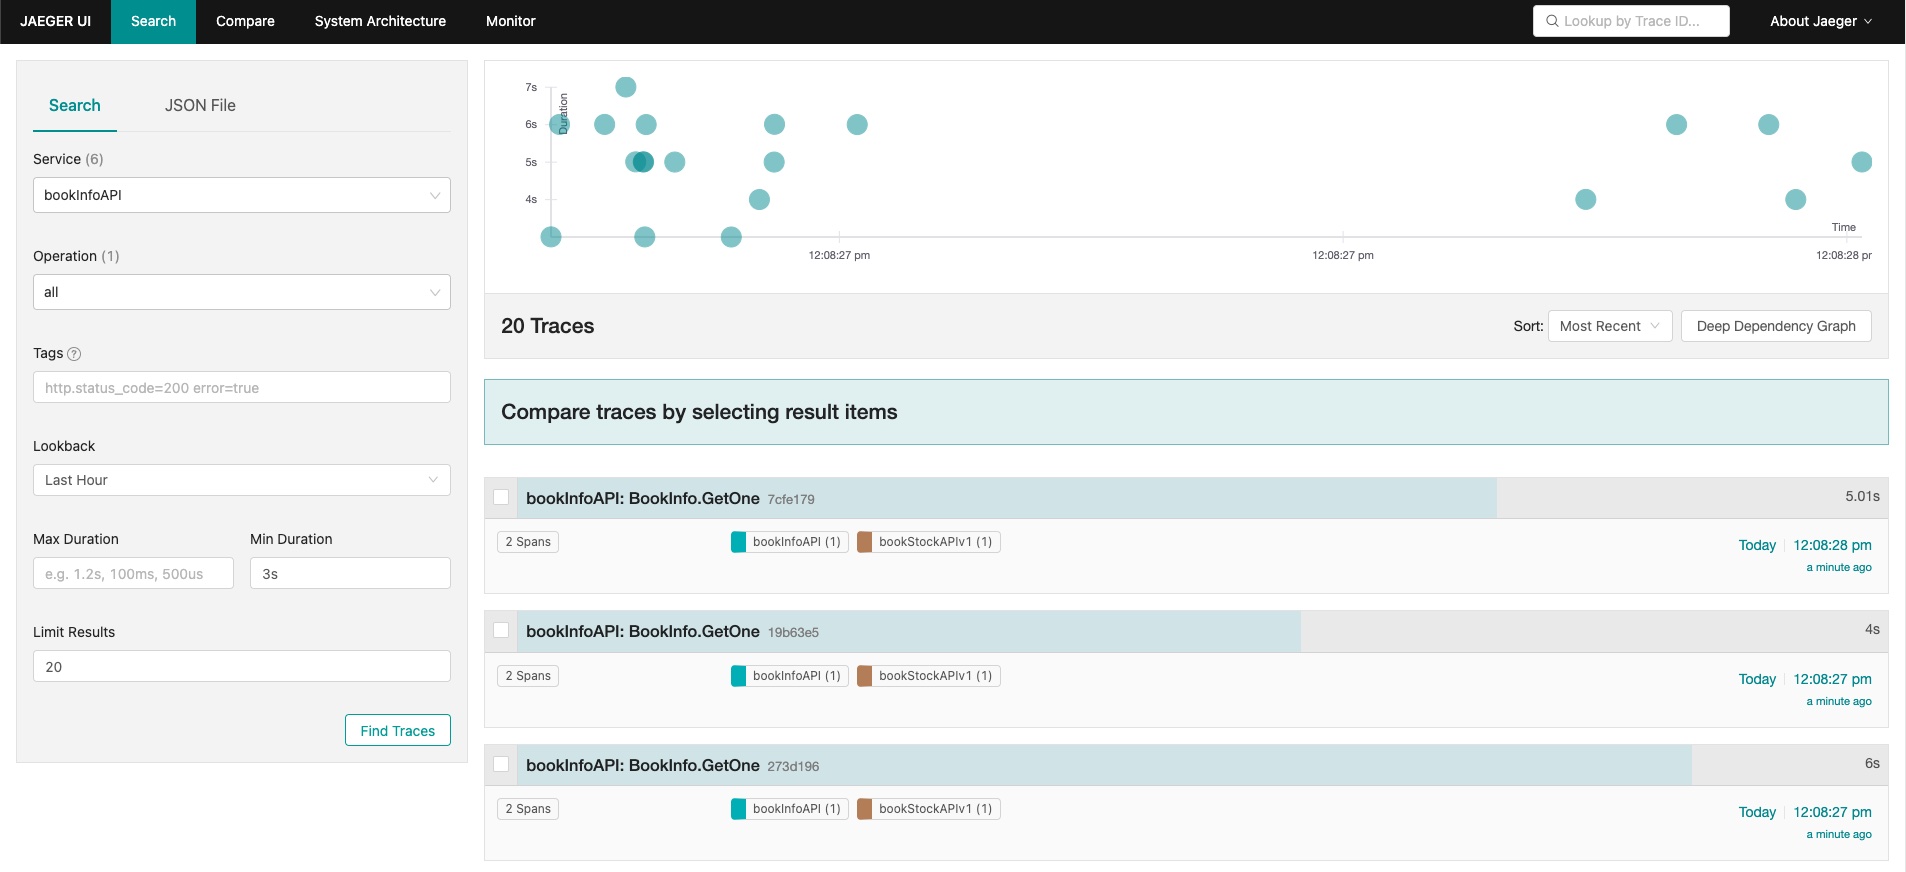 JAEGER UI Search Compare System Architecture Monitor Lookup by Trace ID... About Jaeger
Search JSON File
Service (6)
bookInfoAPI
Operation (1)
all
Tags ?
http.status_code=200 error=true
Lookback
Last Hour
Max Duration Min Duration
e.g. 1.2s, 100ms, 500us 3s
Limit Results
20
Find Traces
7s
6s
5s
4s
Duration
Time
12:08:27 pm 12:08:27 pm 12:08:28 pr
20 Traces Sort: Most Recent Deep Dependency Graph
Compare traces by selecting result items
bookInfoAPI: BookInfo.GetOne 7cfe179 5.01s
2 Spans bookInfoAPI (1) bookStockAPIv1 (1) Today 12:08:28 pm
a minute ago
bookInfoAPI: BookInfo.GetOne 19b63e5 4s
2 Spans bookInfoAPI (1) bookStockAPIv1 (1) Today 12:08:27 pm
a minute ago
bookInfoAPI: BookInfo.GetOne 273d196 6s
2 Spans bookInfoAPI (1) bookStockAPIv1 (1) Today 12:08:27 pm
a minute ago